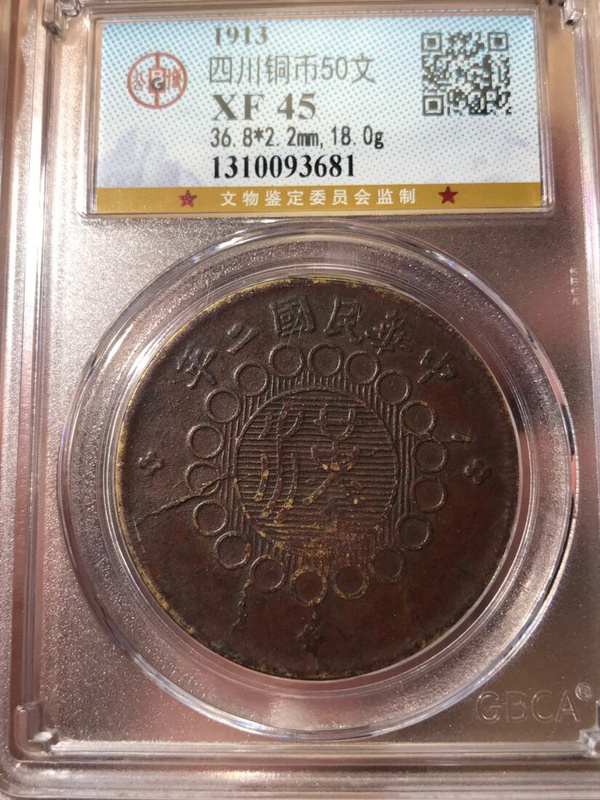 1913
四川铜币50文
XF 45
36.8*2.2mm,18.0g
1310093681
文物鉴定委员会监制
中華民國二年
漢
GBCA®